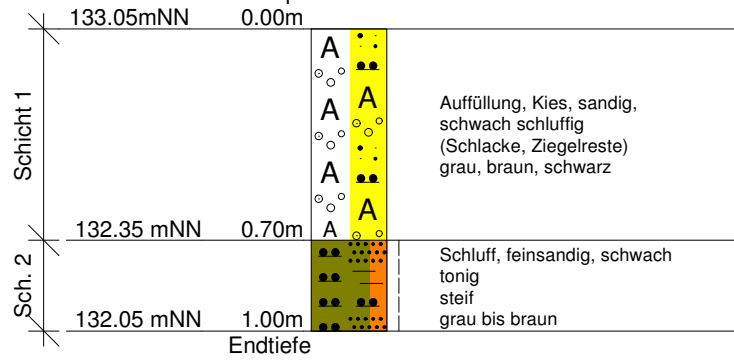 133.05mNN 0.00m
Schicht 1
A A A A A A
Auffüllung, Kies, sandig,
schwach schluffig
(Schlacke, Ziegelreste)
grau, braun, schwarz
132.35 mNN 0.70m
Sch. 2
Schluff, feinsandig, schwach
tonig
steif
grau bis braun
132.05 mNN 1.00m
Endtiefe